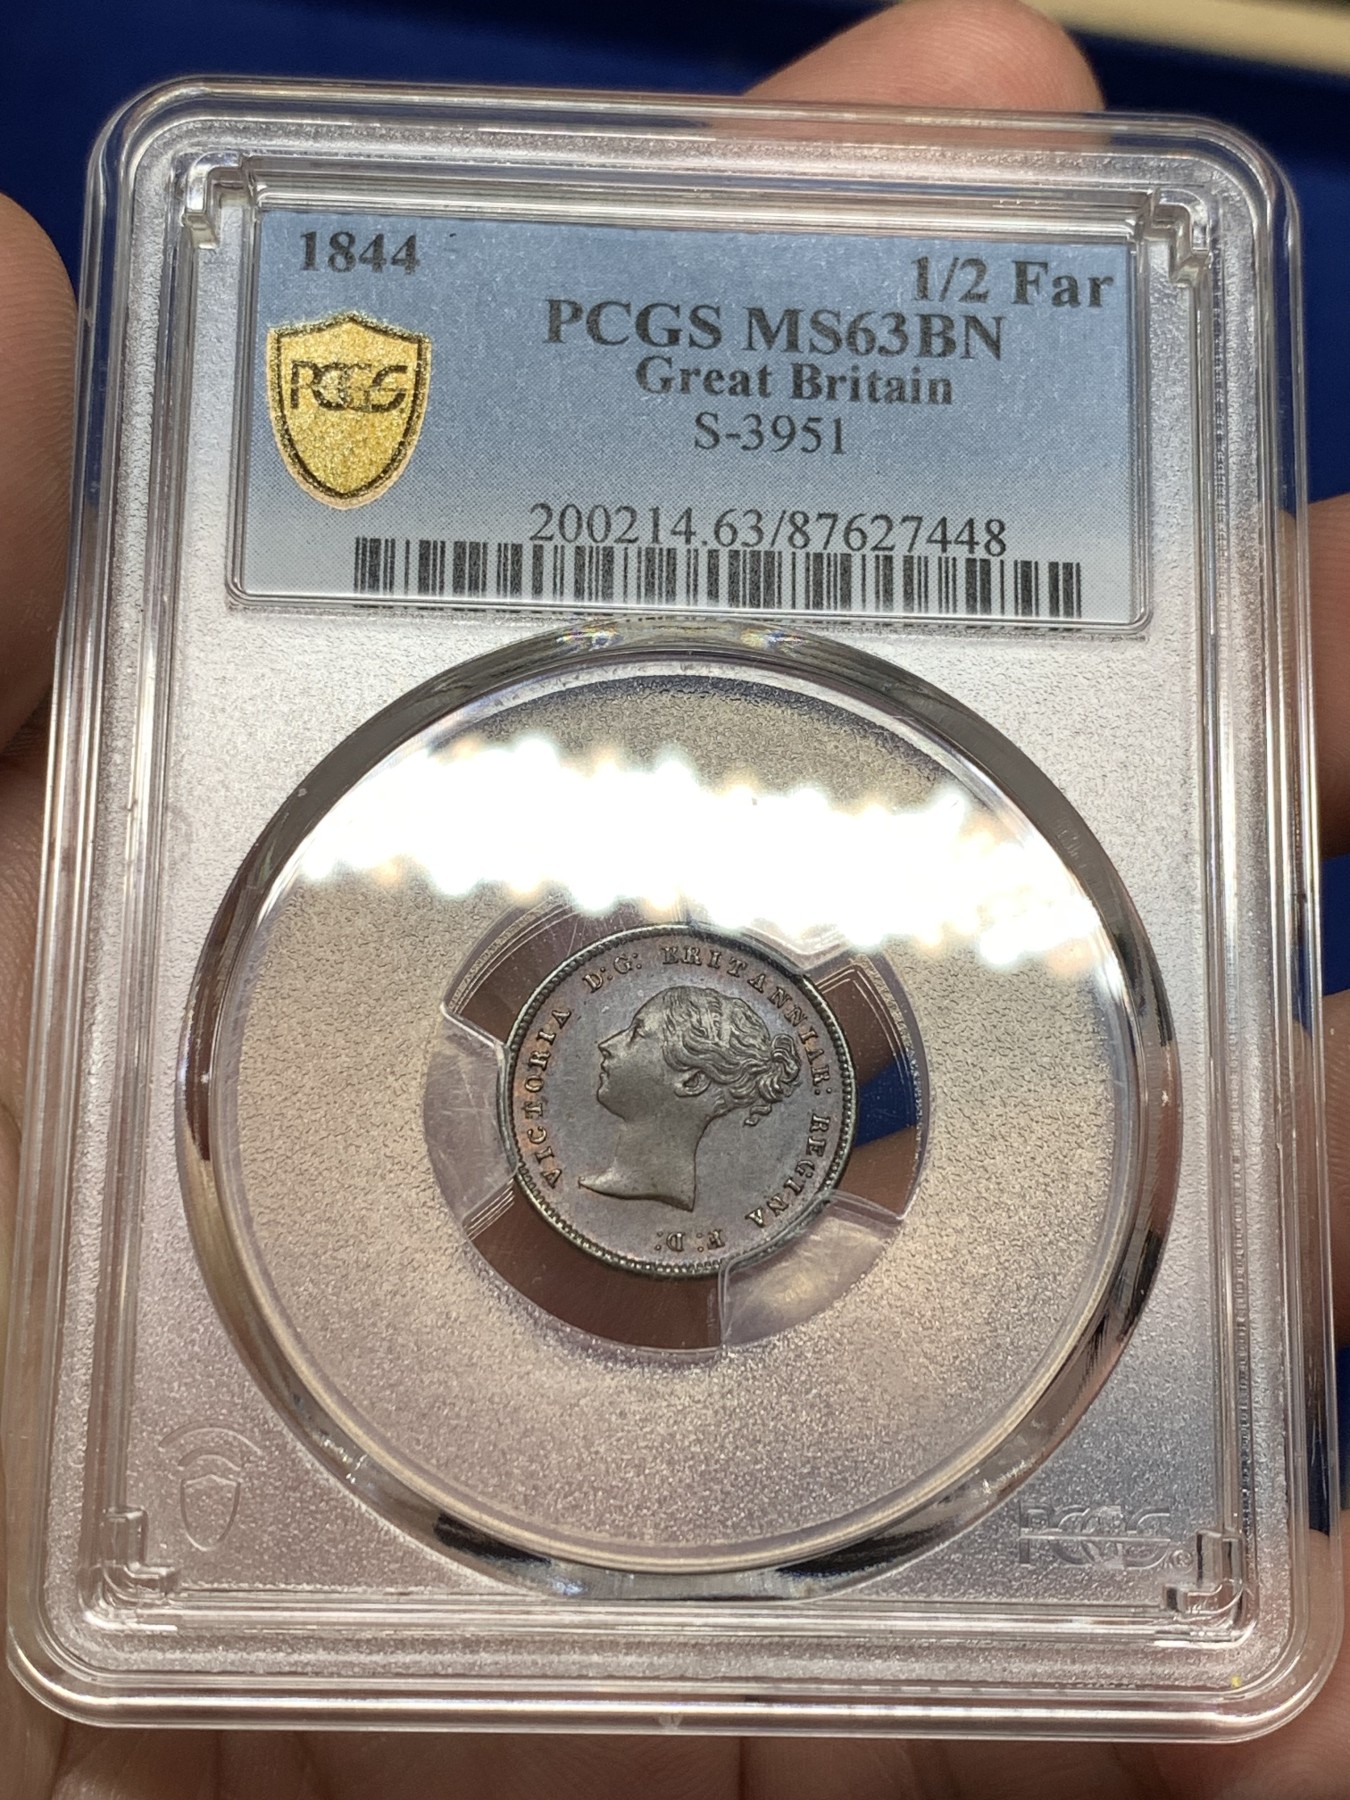 1844
1/2 Far
PCGS MS63BN
PCGS
Great Britain
S-3951
200214.63/87627448
VICTORIA D:G: BRITANNIAR: REGINA F:D:
PCGS